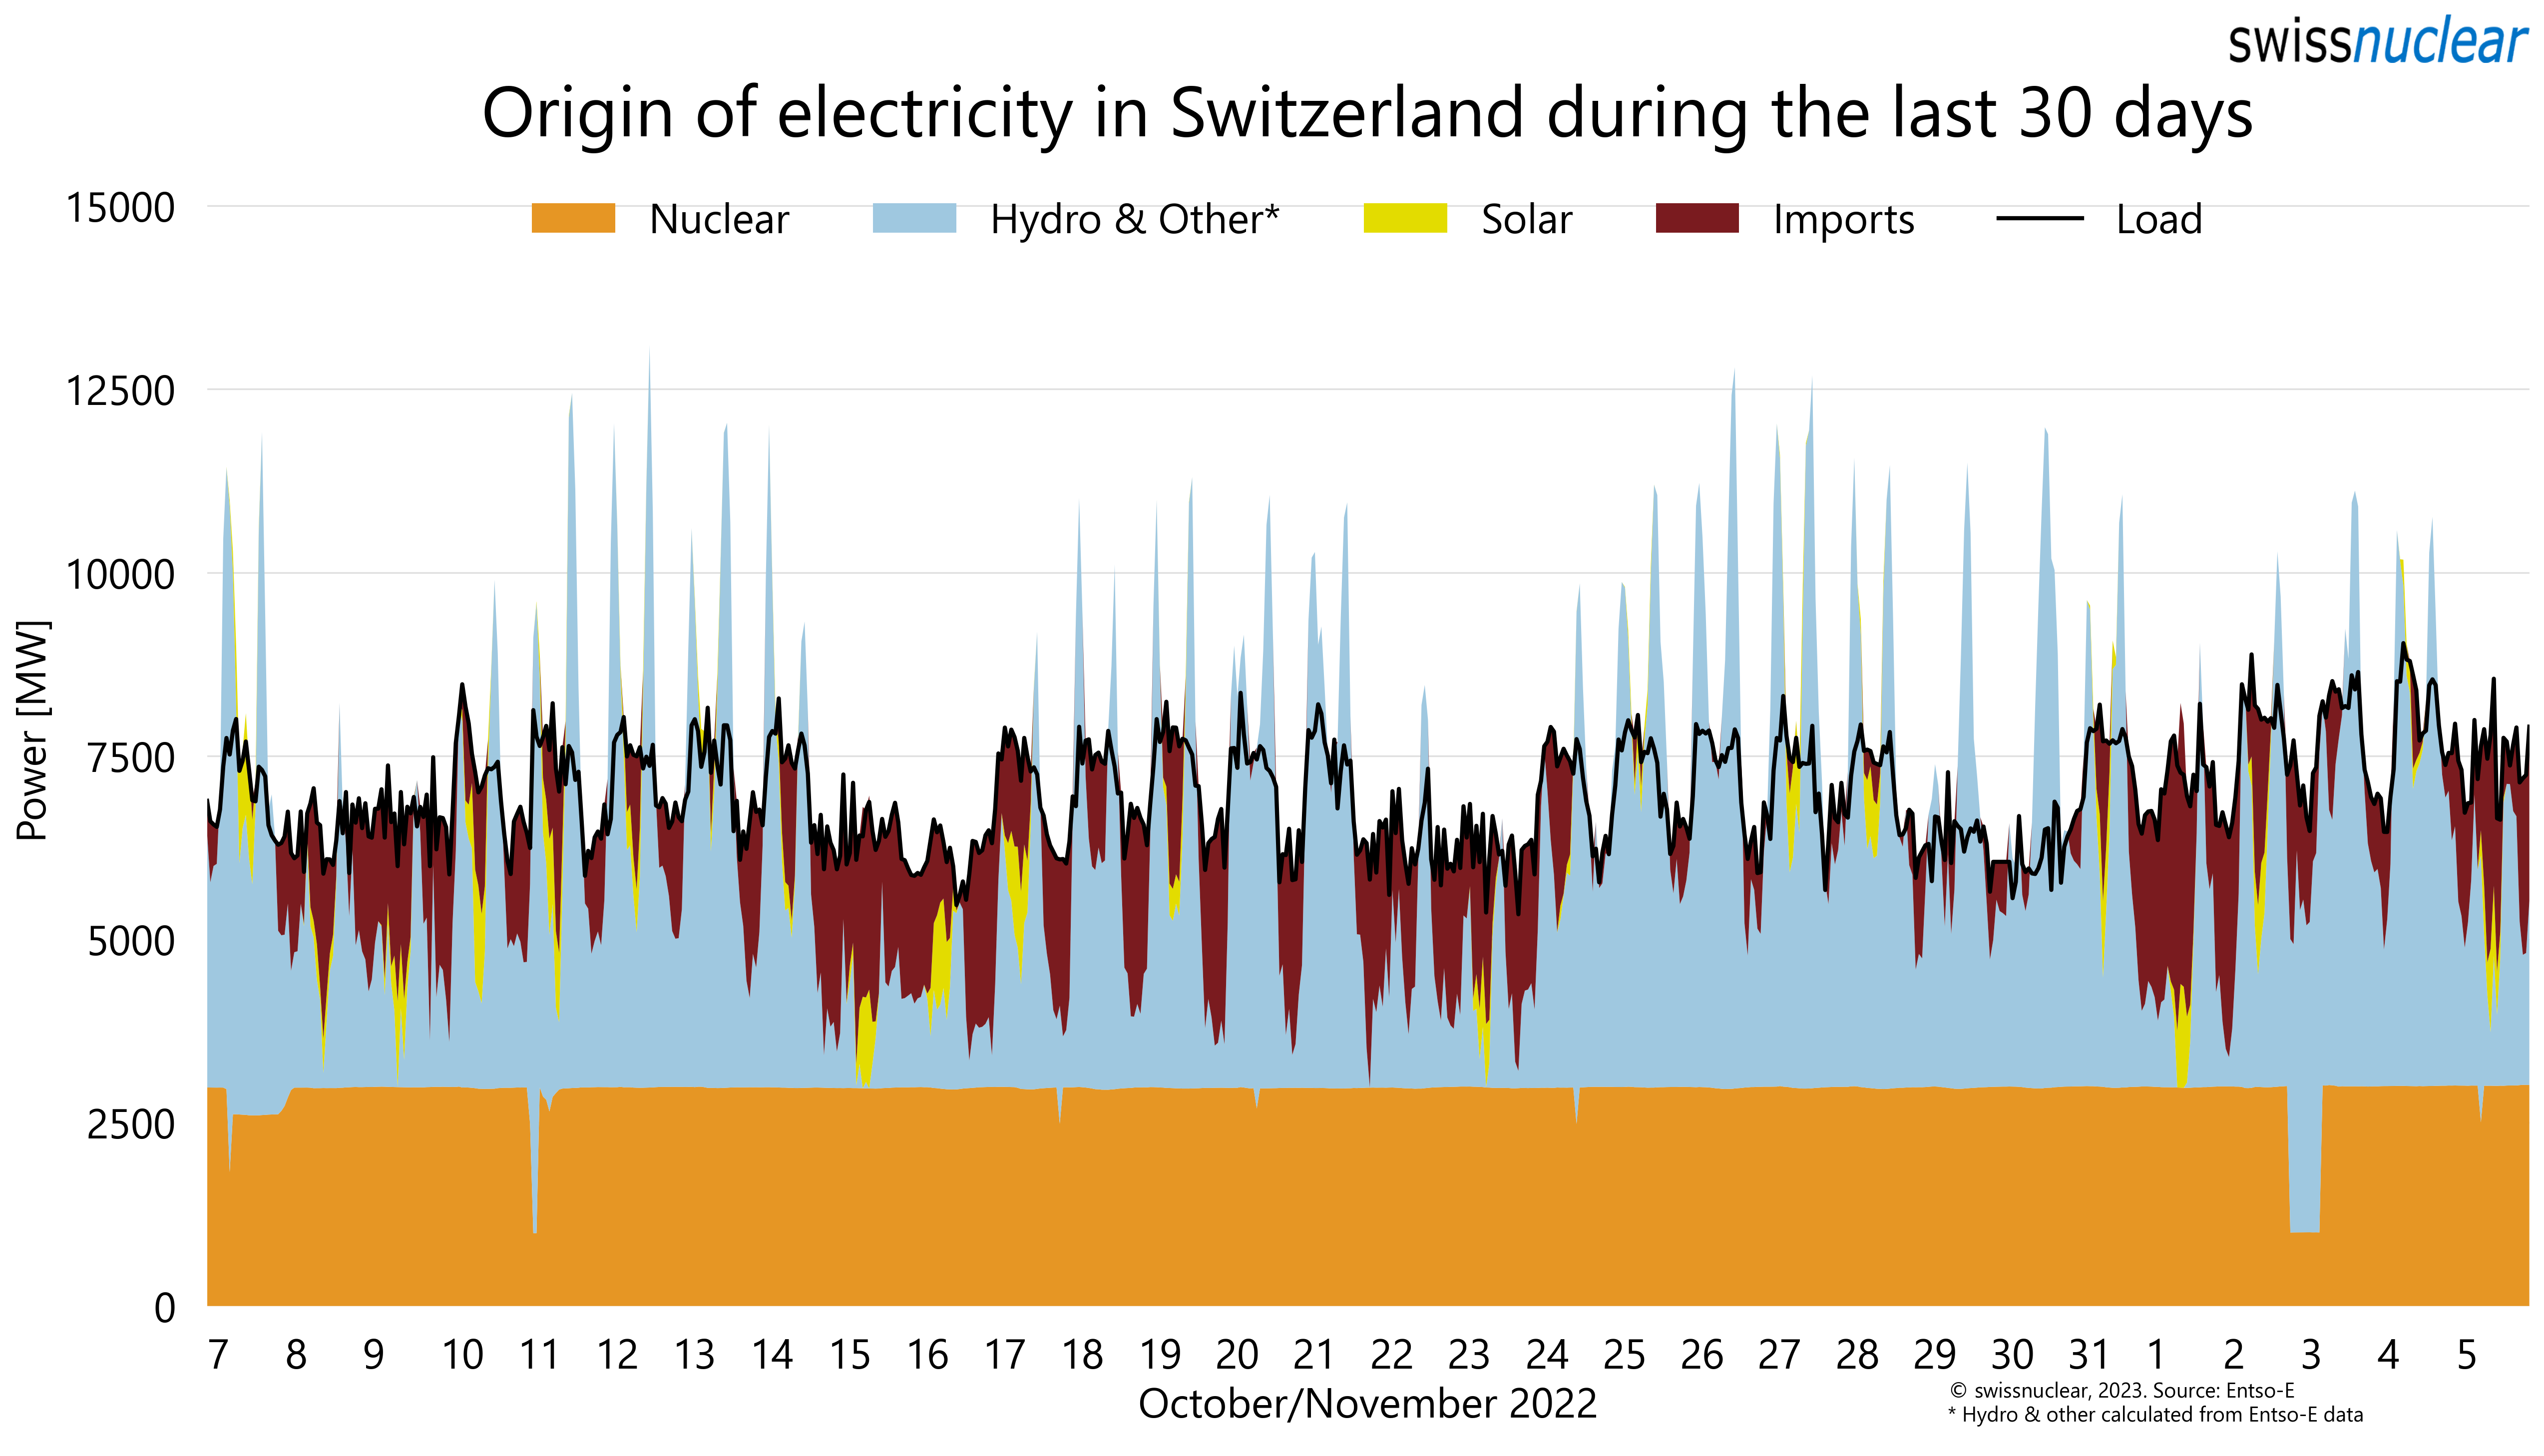 swissnuclear
Origin of electricity in Switzerland during the last 30 days
Nuclear Hydro & Other* Solar Imports Load
15000
12500
10000
7500
5000
2500
0
Power [MW]
7 8 9 10 11 12 13 14 15 16 17 18 19 20 21 22 23 24 25 26 27 28 29 30 31 1 2 3 4 5
October/November 2022
© swissnuclear, 2023. Source: Entso-E
* Hydro & other calculated from Entso-E data